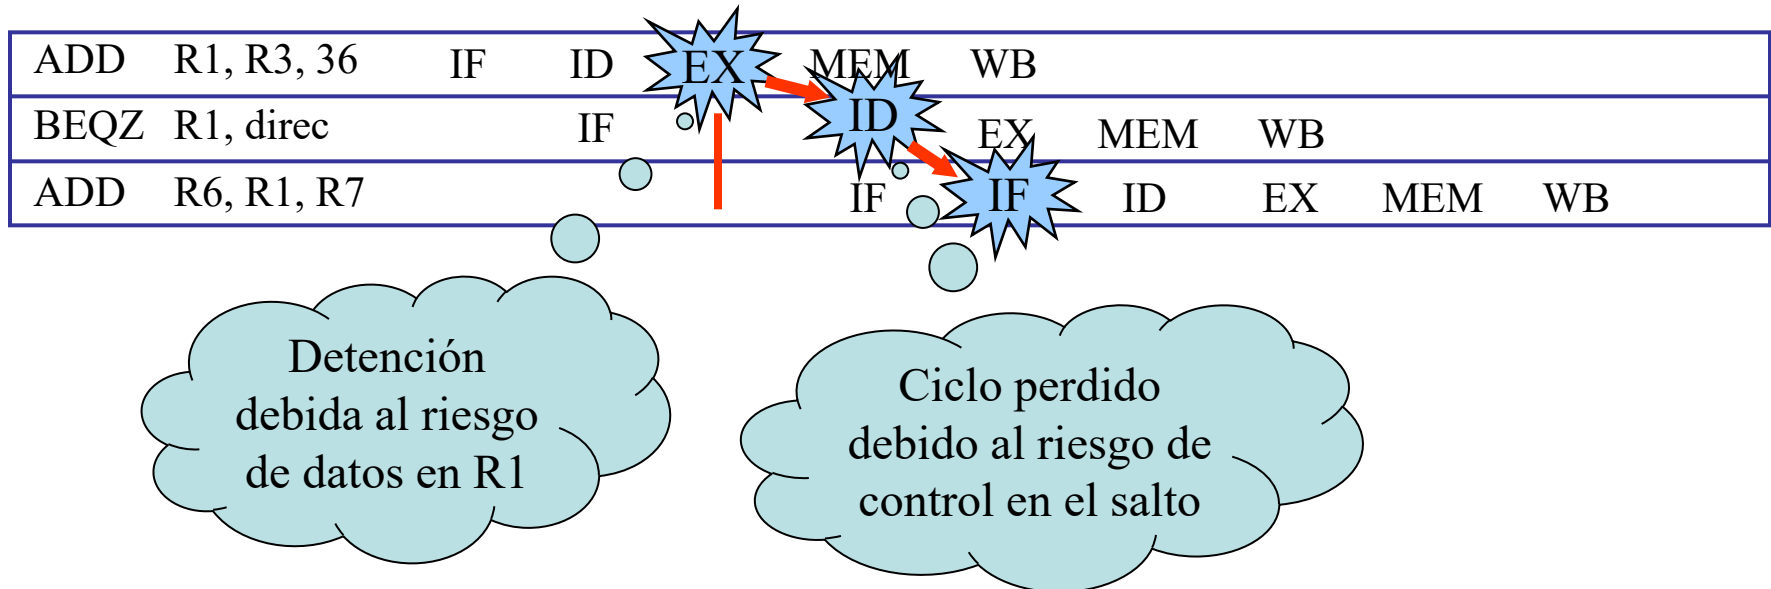 ADD R1, R3, 36 IF ID EX MEM WB
BEQZ R1, direc IF ID EX MEM WB
ADD R6, R1, R7 IF IF ID EX MEM WB
Detención
debida al riesgo
de datos en R1
Ciclo perdido
debido al riesgo de
control en el salto